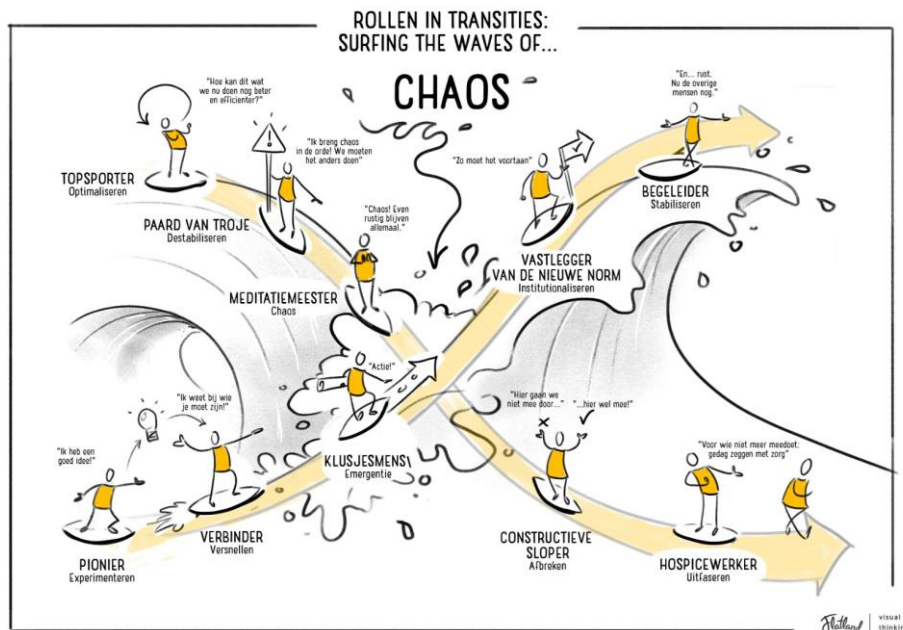 ROLLEN IN TRANSITIES:
SURFING THE WAVES OF...
CHAOS
"Hoe kan dit wat
we nu doen nog beter
en efficienter?"
TOPSPORTER
Optimaliseren
"Ik breng chaos
in de orde! We moeten
het anders doen"
PAARD VAN TROJE
Destabiliseren
"Chaos! Even
rustig blijven
allemaal."
MEDITATIEMEESTER
Chaos
"En... rust.
Nu de overige
mensen nog."
BEGELEIDER
Stabiliseren
"Zo moet het voortaan"
VASTLEGGER
VAN DE NIEUWE NORM
Institutionaliseren
"Actie!"
KLUSJESMENS\
Emergentie
"Ik weet bij wie
je moet zijn!"
VERBINDER
Versnellen
"Ik heb een
goed idee!"
PIONIER
Experimenteren
"Hier gaan we
niet mee door..."
"...hier wel mee!"
CONSTRUCTIEVE
SLOPER
Afbreken
"Voor wie niet meer meedoet:
gedag zeggen met zorg"
HOSPICEWERKER
Uitfaseren
Flatland
visual
thinkin